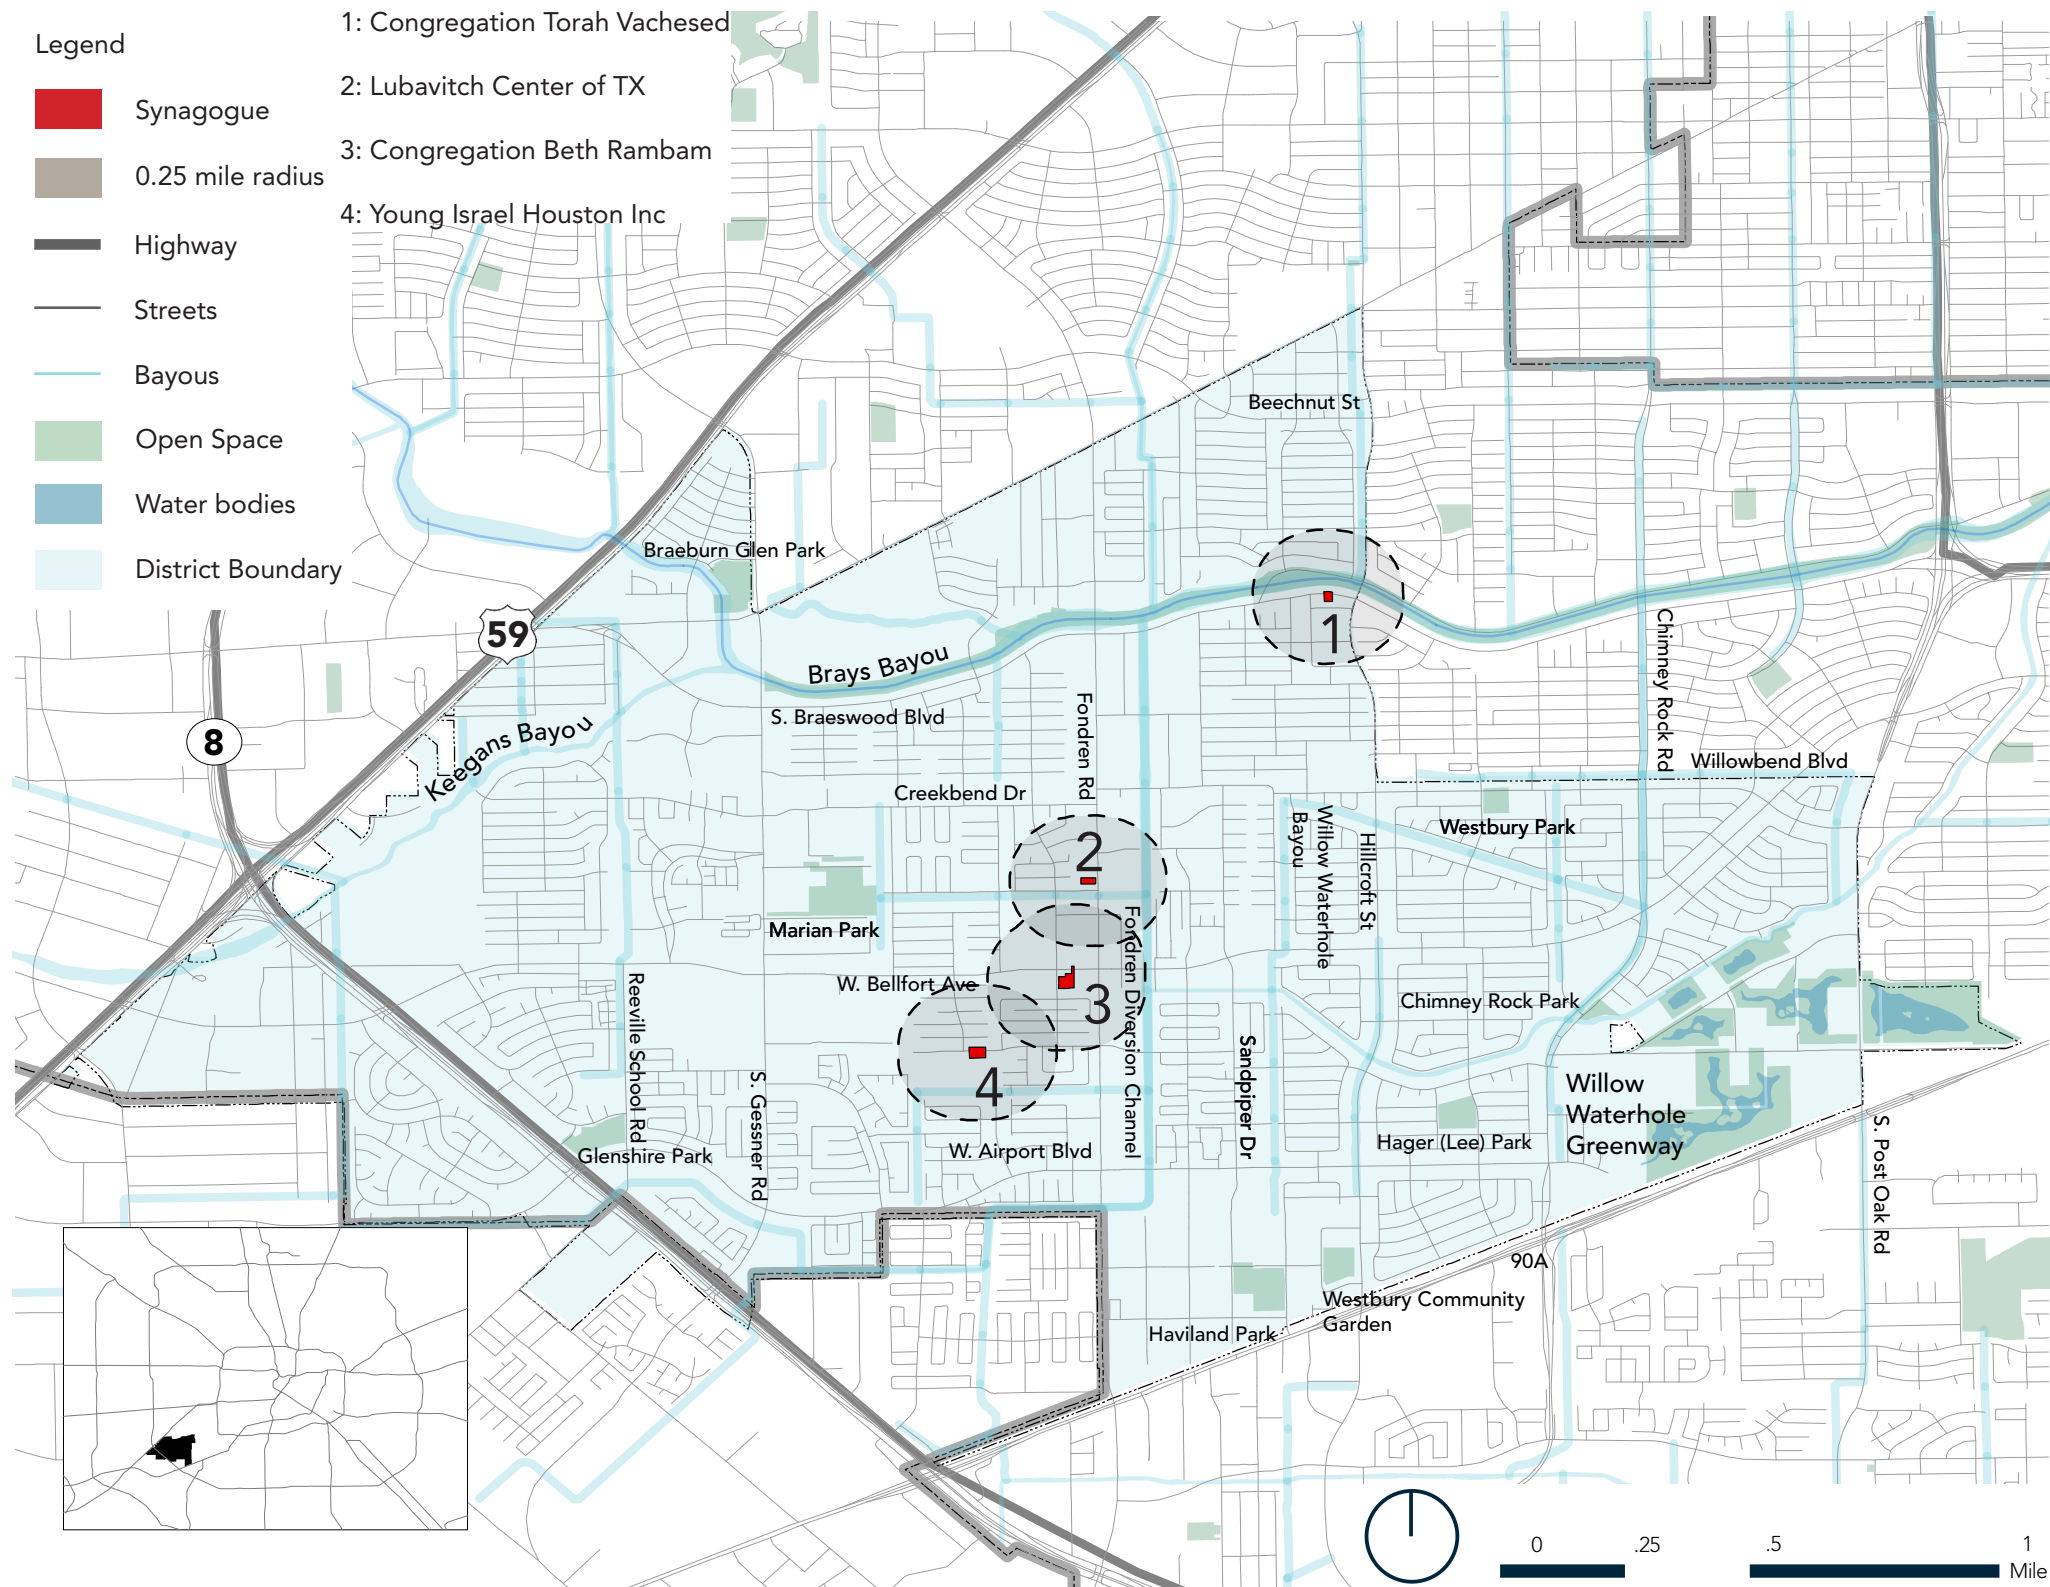 Legend
Synagogue
0.25 mile radius
Highway
Streets
Bayous
Open Space
Water bodies
District Boundary
1: Congregation Torah Vachesed
2: Lubavitch Center of TX
3: Congregation Beth Rambam
4: Young Israel Houston Inc
Beechnut St
Braeburn Glen Park
59
1
Brays Bayou
Chimney Rock Rd
8
Keegans Bayou
S. Braeswood Blvd
Fondren Rd
Willowbend Blvd
Creekbend Dr
2
Willow Waterhole
Bayou
Hillcroft St
Westbury Park
Marian Park
W. Bellfort Ave
3
Fondren Diversion Channel
Chimney Rock Park
Reeville School Rd
S. Gessner Rd
4
Sandpiper Dr
Willow
Waterhole
Greenway
Glenshire Park
W. Airport Blvd
Hager (Lee) Park
S. Post Oak Rd
90A
Westbury Community
Garden
Haviland Park
0
.25
.5
1
Mile